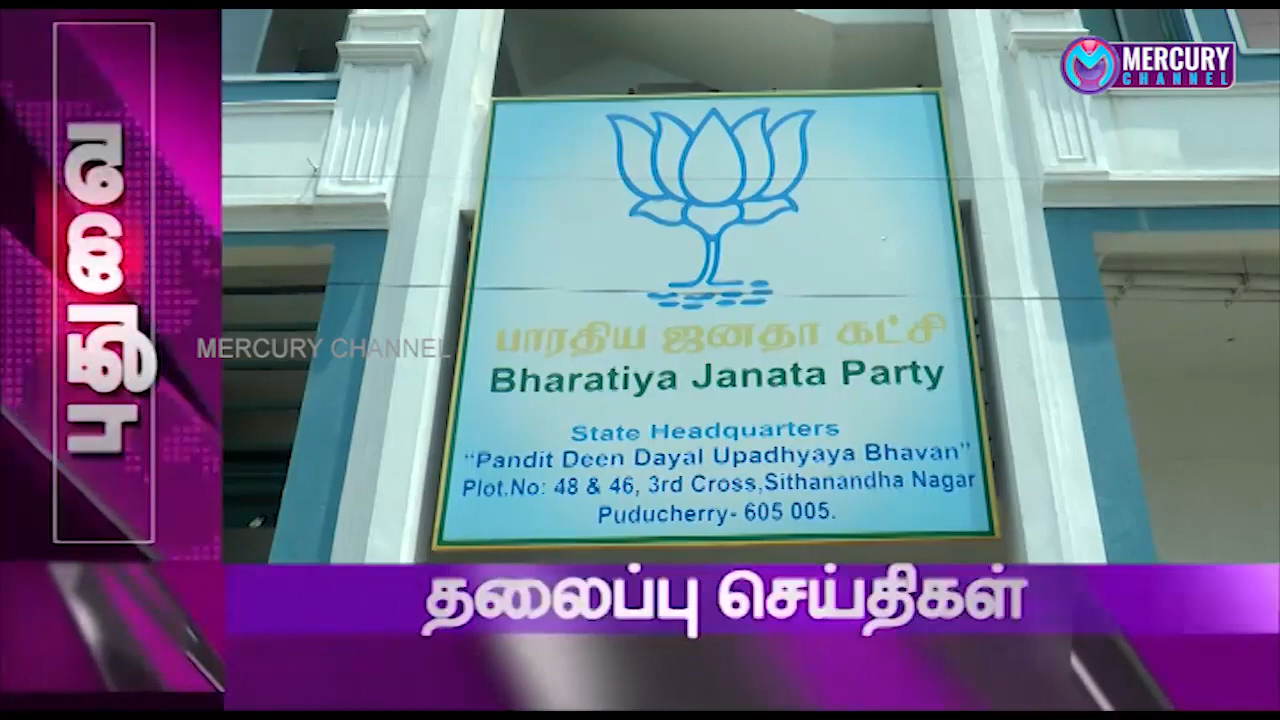 புதுவை
MERCURY
CHANNEL
பாரதிய ஜனதா கட்சி
MERCURY CHANNEL
Bharatiya Janata Party
State Headquarters
“Pandit Deen Dayal Upadhyaya Bhavan”
Plot.No: 48 & 46, 3rd Cross,Sithanandha Nagar
Puducherry- 605 005.
தலைப்பு செய்திகள்